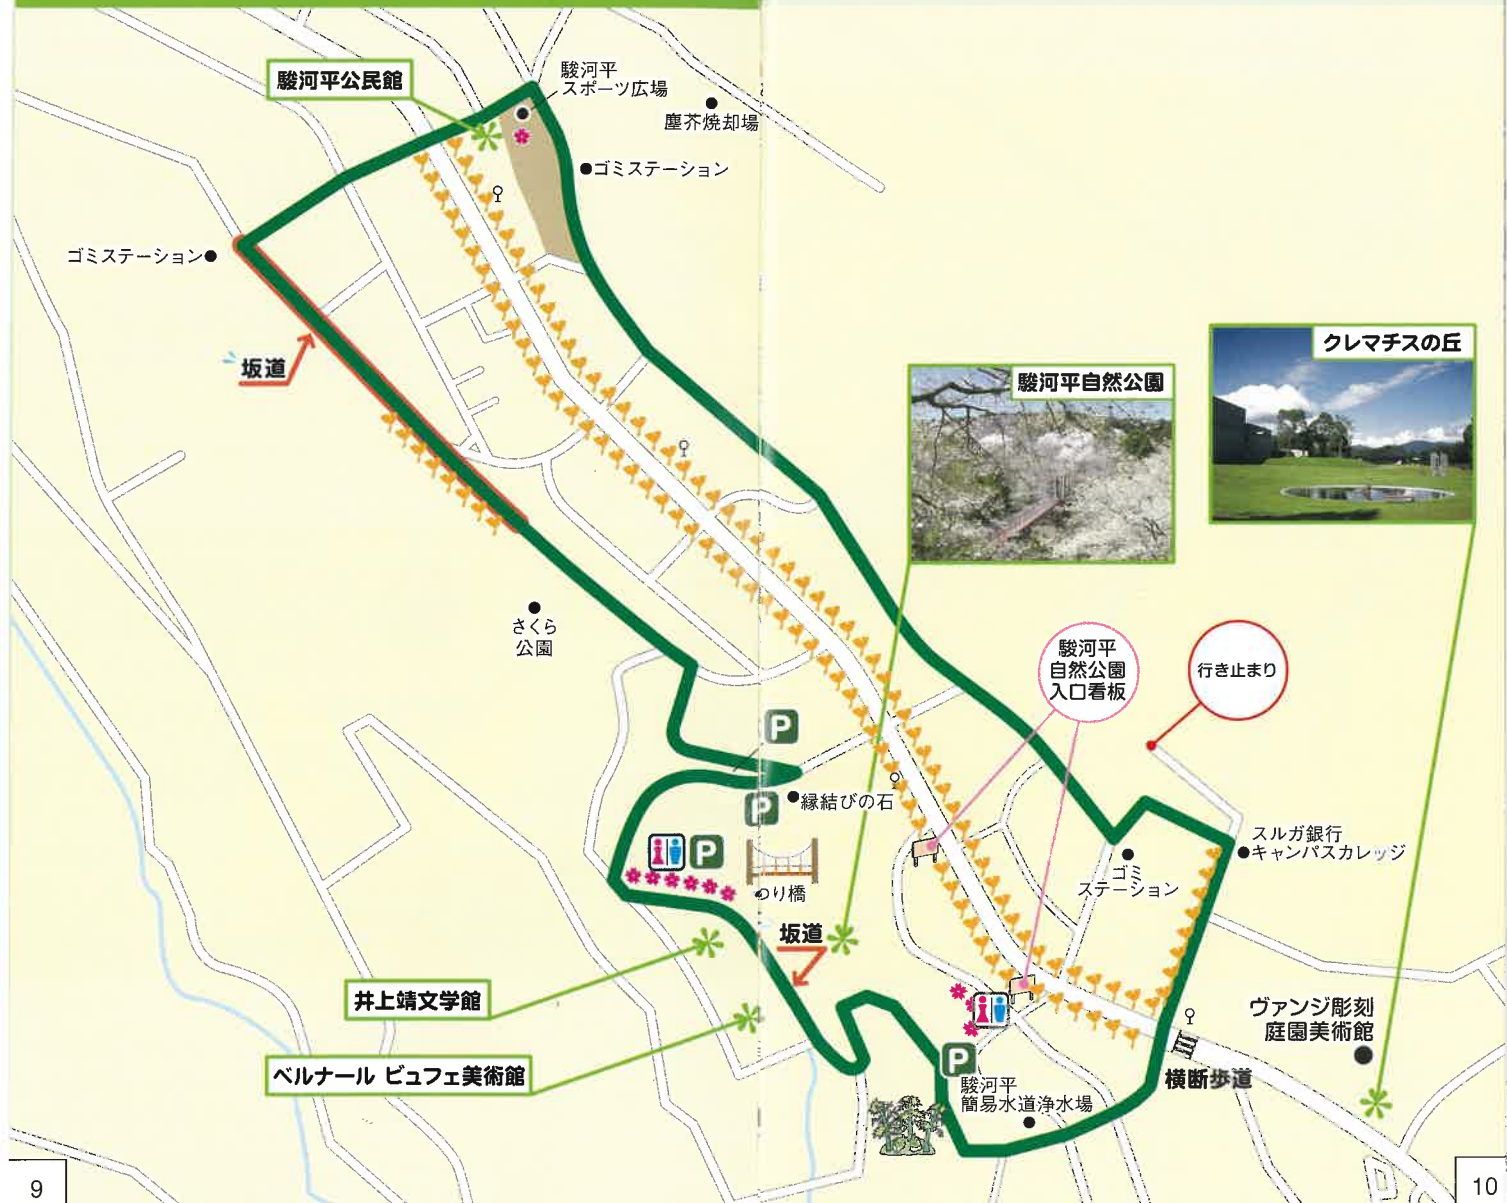 駿河平公民館
駿河平
スポーツ広場
塵芥焼却場
ゴミステーション
ゴミステーション
坂道
クレマチスの丘
駿河平自然公園
さくら
公園
駿河平
自然公園
入口看板
行き止まり
P
P
縁結びの石
P
のり橋
スルガ銀行
キャンパスカレッジ
ゴミ
ステーション
坂道
井上靖文学館
ベルナール ビュフェ美術館
ヴァンジ彫刻
庭園美術館
P
横断歩道
駿河平
簡易水道浄水場
9
10